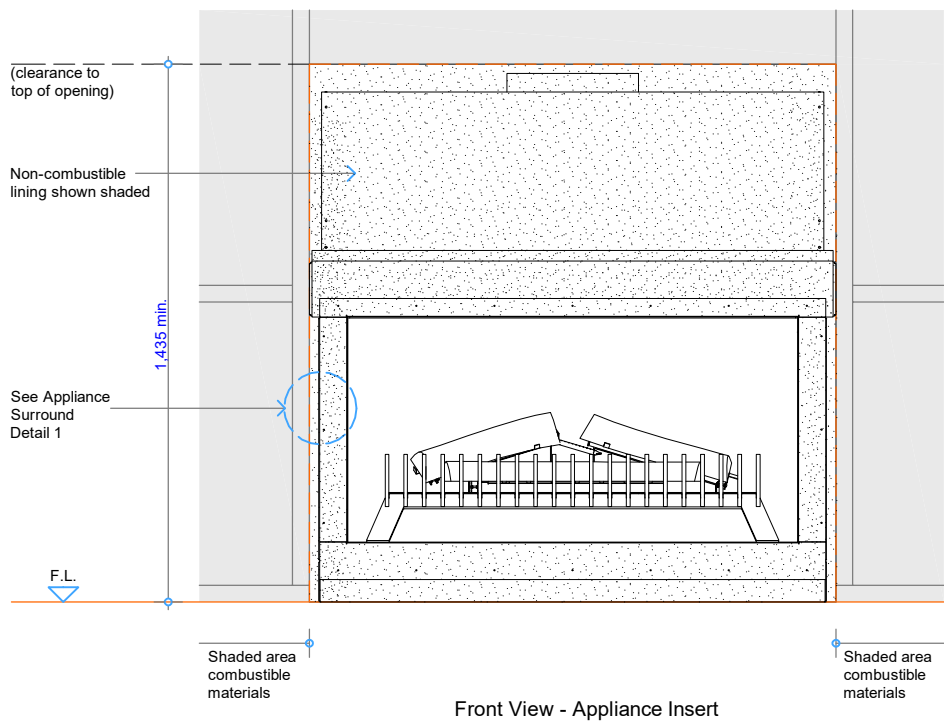 (clearance to
top of opening)
Non-combustible
lining shown shaded
1,435 min.
See Appliance
Surround
Detail 1
F.L.
Shaded area
combustible
materials
Shaded area
combustible
materials
Front View - Appliance Insert